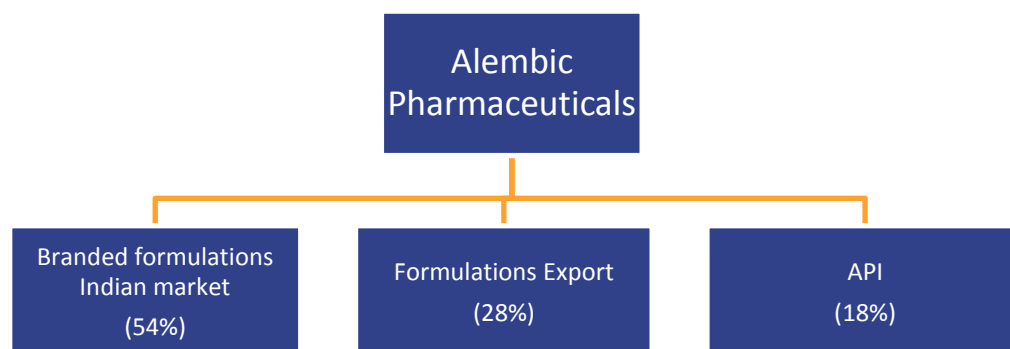 Alembic
Pharmaceuticals
Branded formulations
Indian market
(54%)
Formulations Export
(28%)
API
(18%)